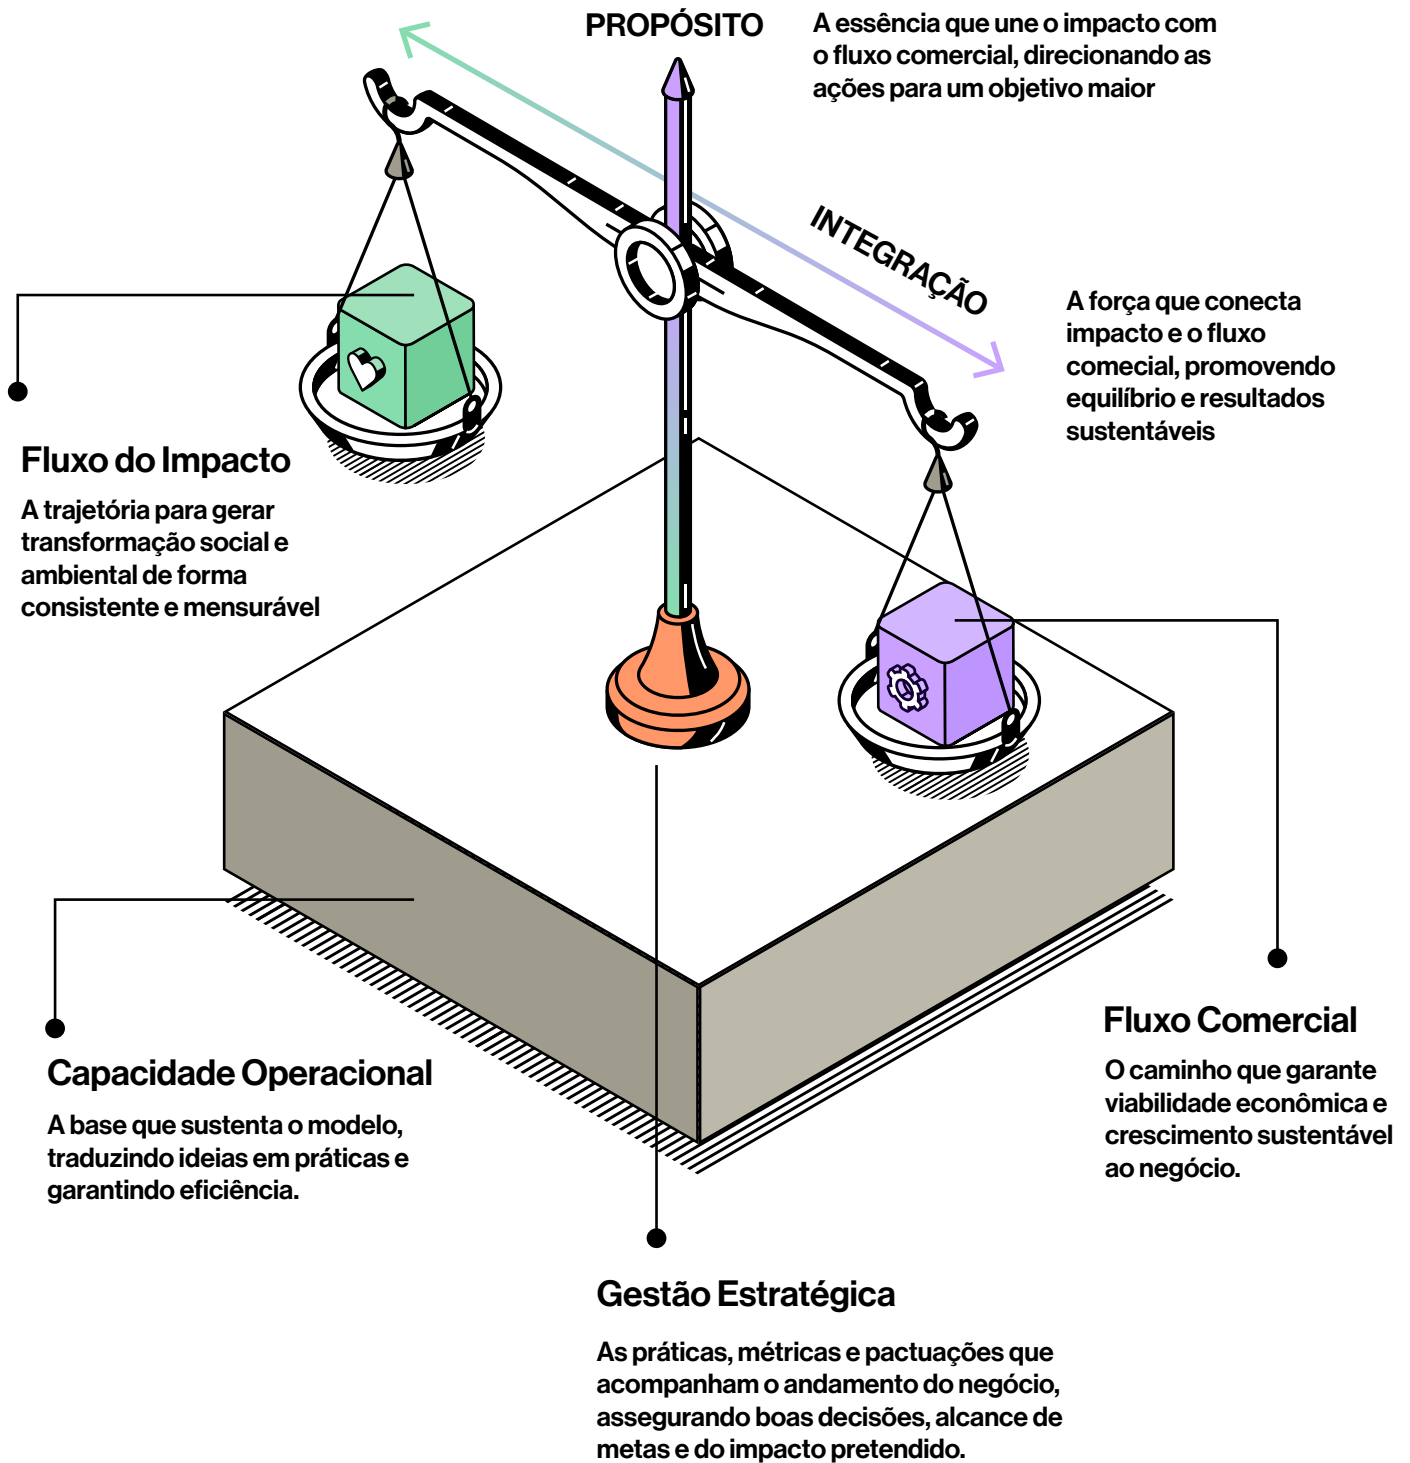 PROPÓSITO
A essência que une o impacto com
o fluxo comercial, direcionando as
ações para um objetivo maior
INTEGRAÇÃO
A força que conecta
impacto e o fluxo
comecial, promovendo
equilíbrio e resultados
sustentáveis
Fluxo do Impacto
A trajetória para gerar
transformação social e
ambiental de forma
consistente e mensurável
Fluxo Comercial
O caminho que garante
viabilidade econômica e
crescimento sustentável
ao negócio.
Capacidade Operacional
A base que sustenta o modelo,
traduzindo ideias em práticas e
garantindo eficiência.
Gestão Estratégica
As práticas, métricas e pactuações que
acompanham o andamento do negócio,
assegurando boas decisões, alcance de
metas e do impacto pretendido.